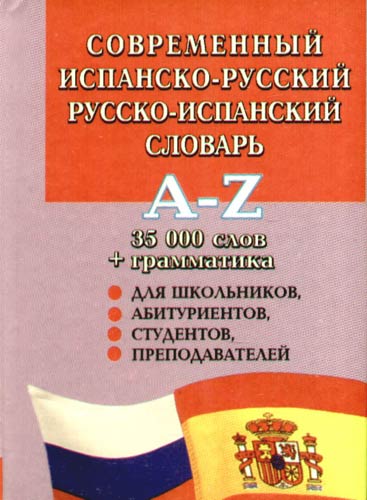 СОВРЕМЕННЫЙ
ИСПАНСКО-РУССКИЙ
РУССКО-ИСПАНСКИЙ
СЛОВАРЬ
A-Z
35 000 слов
+ грамматика
ДЛЯ ШКОЛЬНИКОВ,
АБИТУРИЕНТОВ,
СТУДЕНТОВ,
ПРЕПОДАВАТЕЛЕЙ